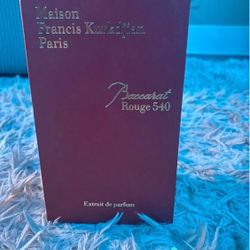 Maison
Francis Kurkdjian
Paris
Baccarat
Rouge 540
Extrait de parfum